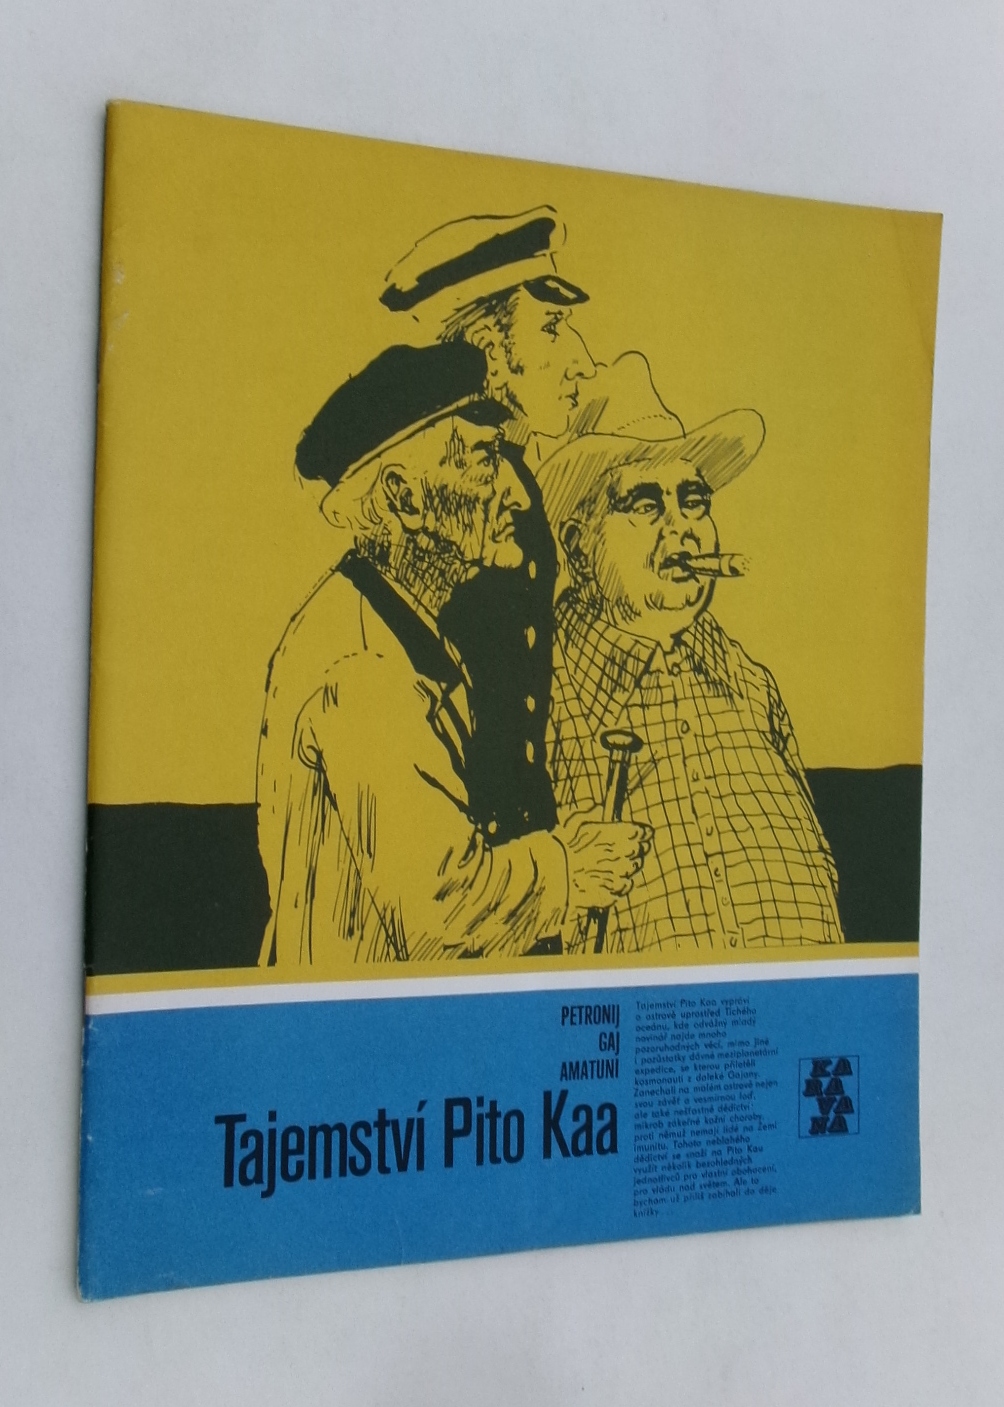 PETRONIJ
GAJ
AMATUNI
Tajemství Pito Kaa
Tajemství Pito Kaa vypráví
o ostrově uprostřed Tichého
oceánu, kde odvážný mladý
novinář najde mnoho
pozoruhodných věcí, mimo jiné
i pozůstatky dávné meziplanetární
expedice, se kterou přiletěli
kosmonauti z daleké Gajany.
Zanechali na malém ostrově nejen
svou závěť a vesmírnou loď,
ale také nešťastné dědictví:
mikrob zákeřné kožní choroby,
proti němuž nemají lidé na Zemi
imunitu. Tohoto neblahého
dědictví se snaží na Pito Kau
využít několik bezohledných
jednotlivců pro vlastní obohacení,
pro vládu nad světem. Ale to
bychom už příliš zabíhali do děje
knížky...
KA
RA
VA
NA